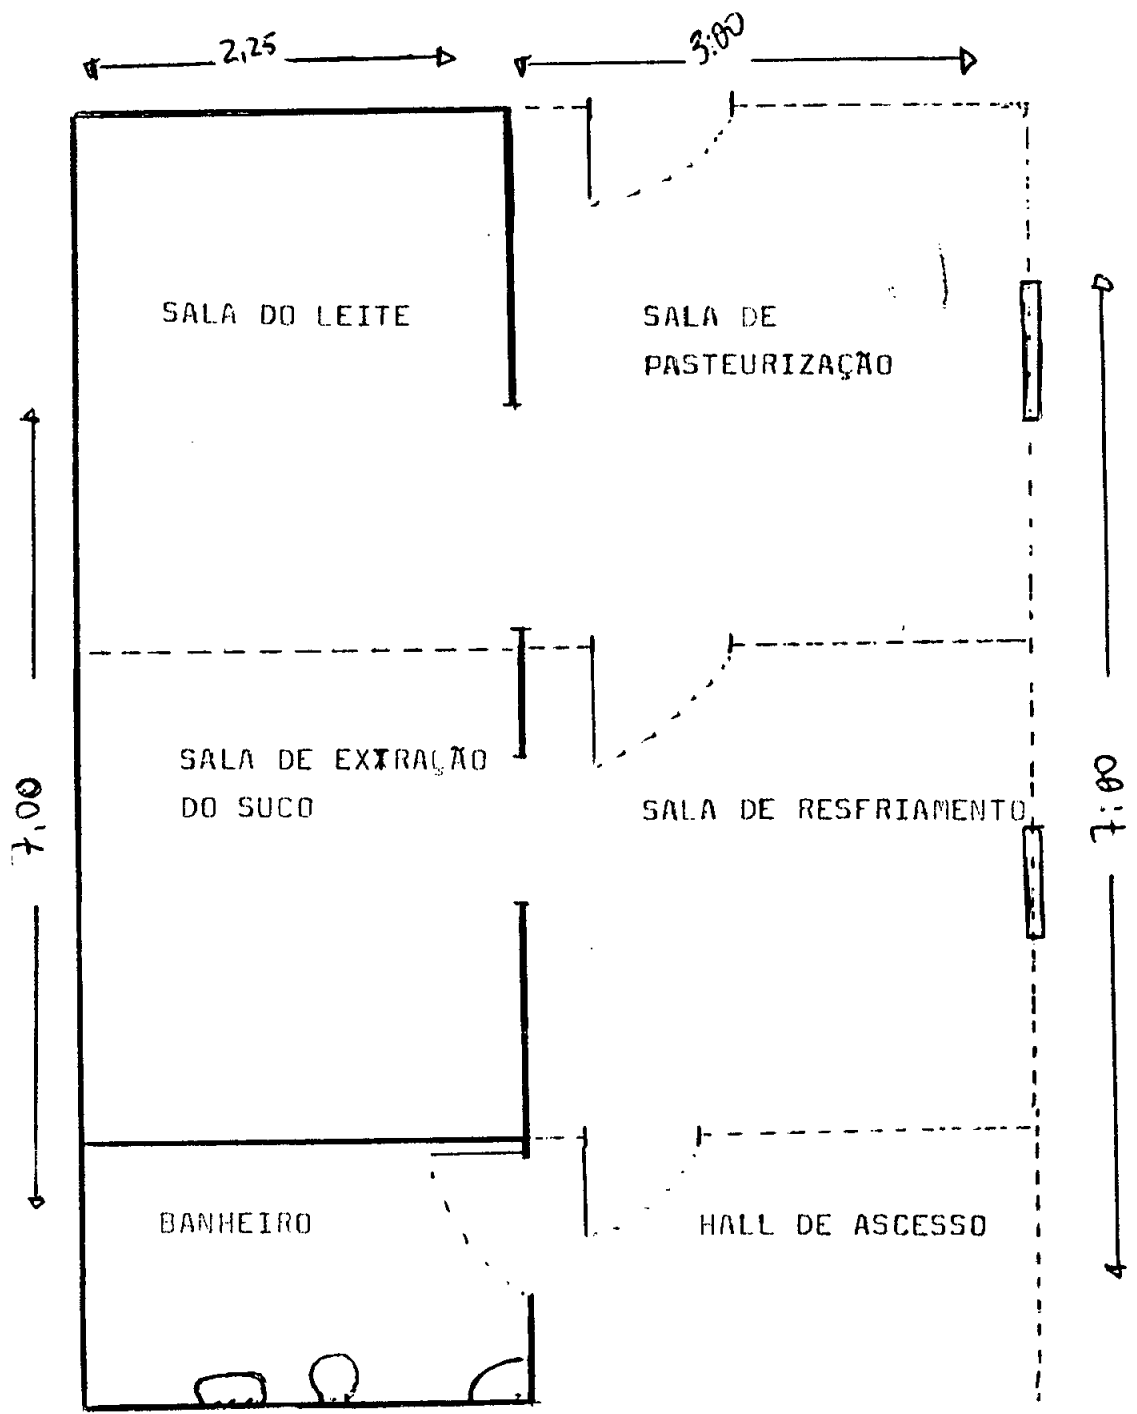 2,25
3:00
SALA DO LEITE
SALA DE
PASTEURIZAÇÃO
SALA DE EXTRAÇÃO
DO SUCO
SALA DE RESFRIAMENTO
7,00
7:00
BANHEIRO
HALL DE ASCESSO